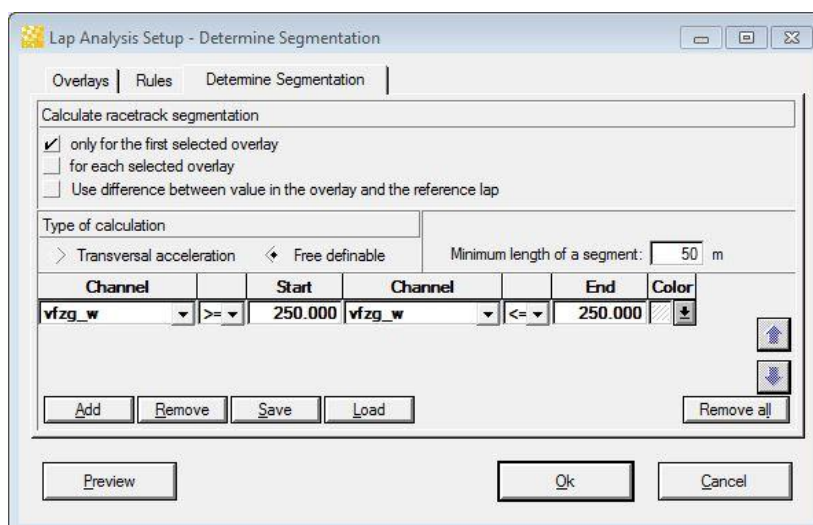 Lap Analysis Setup - Determine Segmentation
Overlays Rules Determine Segmentation
Calculate racetrack segmentation
only for the first selected overlay
for each selected overlay
Use difference between value in the overlay and the reference lap
Type of calculation
Transversal acceleration Free definable Minimum length of a segment: 50 m
Channel Start Channel End Color
vfzg_w >= 250.000 vfzg_w <= 250.000
Add Remove Save Load Remove all
Preview Ok Cancel